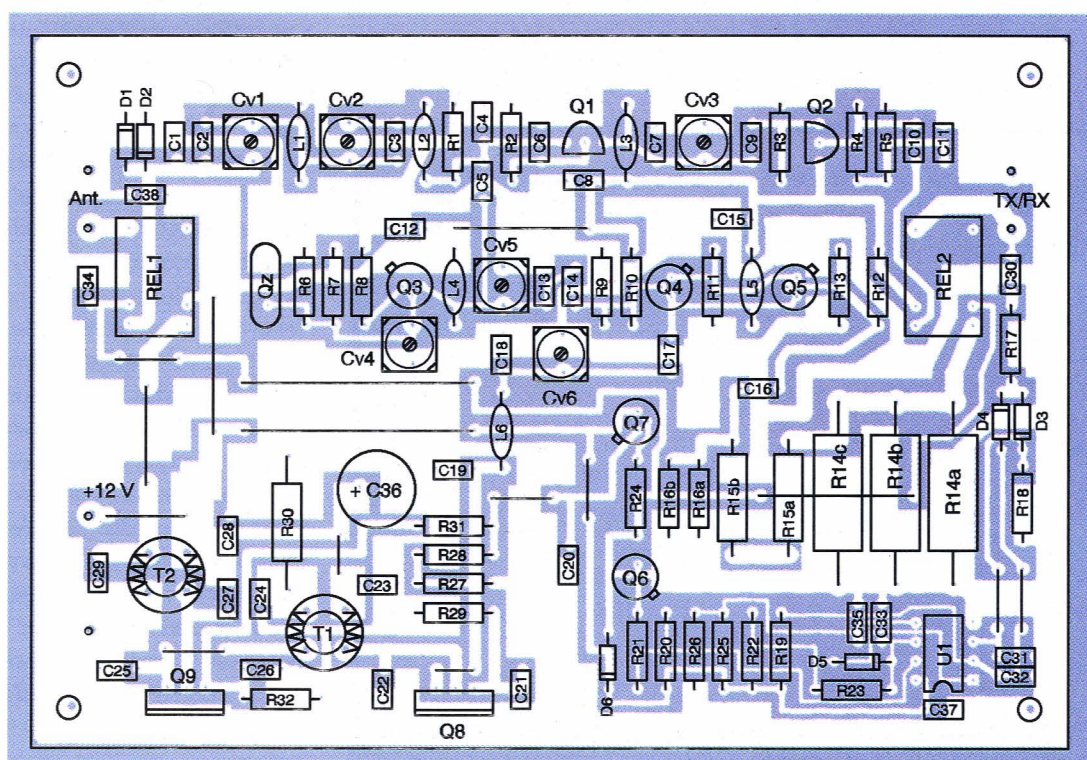 D1 D2 C1 C2 Cv1 L1 Cv2 C3 L2 R1 C4 C5 R2 C6 Q1 C8 L3 C7 Cv3 C9 R3 Q2 R4 R5 C10 C11
Ant. C38 C12 C15 TX/RX
C34 REL1 QZ R6 R7 R8 Q3 L4 Cv5 C13 C14 R9 R10 Q4 R11 L5 Q5 R13 R12 REL2 C30
Cv4 C18 Cv6 C17 C16 R17
L6 Q7 D4 D3
+12 V C19 + C36 R24 R16b R16a R15b R15a R14c R14b R14a R18
C28 R30 R31
R28
C29 T2 C27 C24 C23 R27 C20 Q6
T1 R29 C35 C33
C25 C26 R21 R20 R26 R25 R22 R19 D5 U1 C31
Q9 R32 C22 C21 D6 R23 C32
Q8 C37